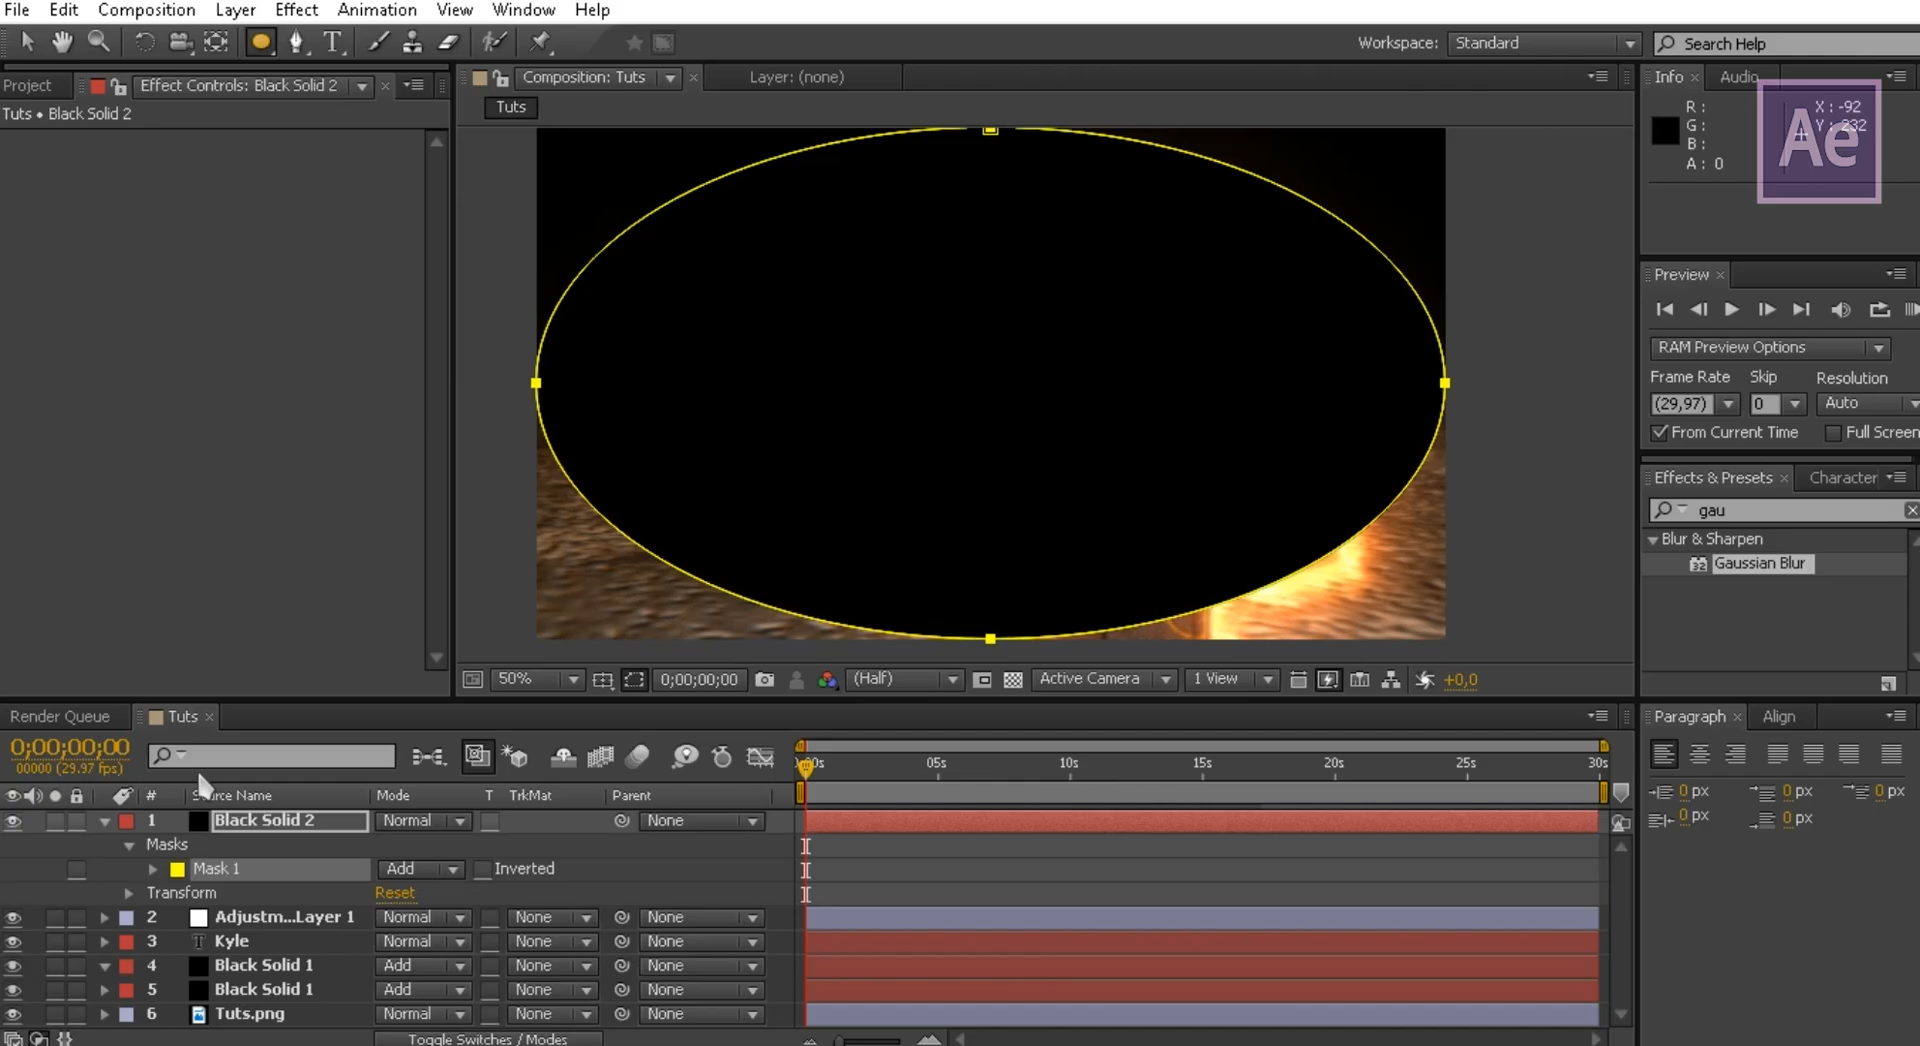 File Edit Composition Layer Effect Animation View Window Help
Workspace: Standard Search Help
Project Effect Controls: Black Solid 2
Tuts • Black Solid 2
Composition: Tuts Layer: (none)
Tuts
Info Audio
R :
G :
B :
A : 0
X : -92
Y : 232
Ae
Preview
RAM Preview Options
Frame Rate Skip Resolution
(29,97) 0 Auto
From Current Time Full Screen
Effects & Presets Character
gau
Blur & Sharpen
32 Gaussian Blur
50% 0;00;00;00 (Half) Active Camera 1 View +0,0
Render Queue Tuts
0;00;00;00
00000 (29.97 fps)
05s 10s 15s 20s 25s 30s
# Source Name Mode T TrkMat Parent
1 Black Solid 2 Normal None
Masks
Mask 1 Add Inverted
Transform Reset
2 Adjustm...Layer 1 Normal None None
3 T Kyle Normal None None
4 Black Solid 1 Add None None
5 Black Solid 1 Add None None
6 Tuts.png Normal None None
Toggle Switches / Modes
Paragraph Align
0 px 0 px 0 px
0 px 0 px